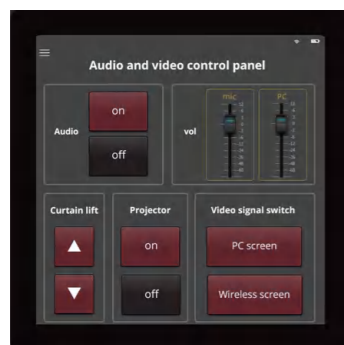 Audio and video control panel
Audio
on
off
vol
mic
PC
Curtain lift
Projector
on
off
Video signal switch
PC screen
Wireless screen